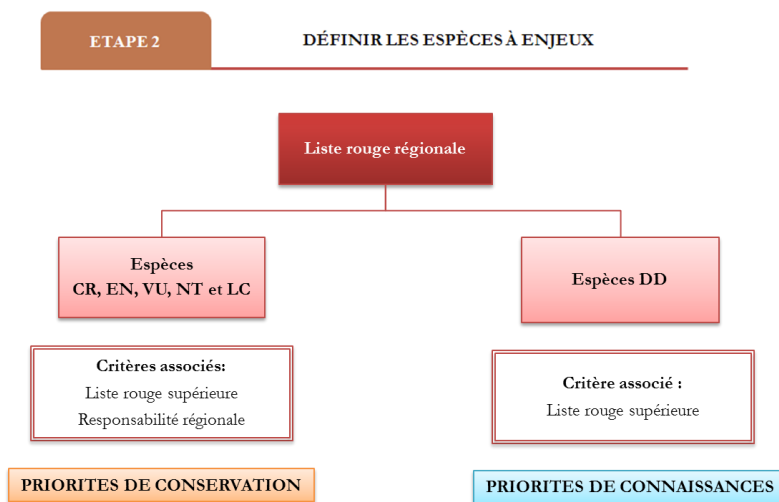 ETAPE 2
DÉFINIR LES ESPÈCES À ENJEUX
Liste rouge régionale
Espèces
CR, EN, VU, NT et LC
Espèces DD
Critères associés:
Liste rouge supérieure
Responsabilité régionale
Critère associé :
Liste rouge supérieure
PRIORITES DE CONSERVATION
PRIORITES DE CONNAISSANCES